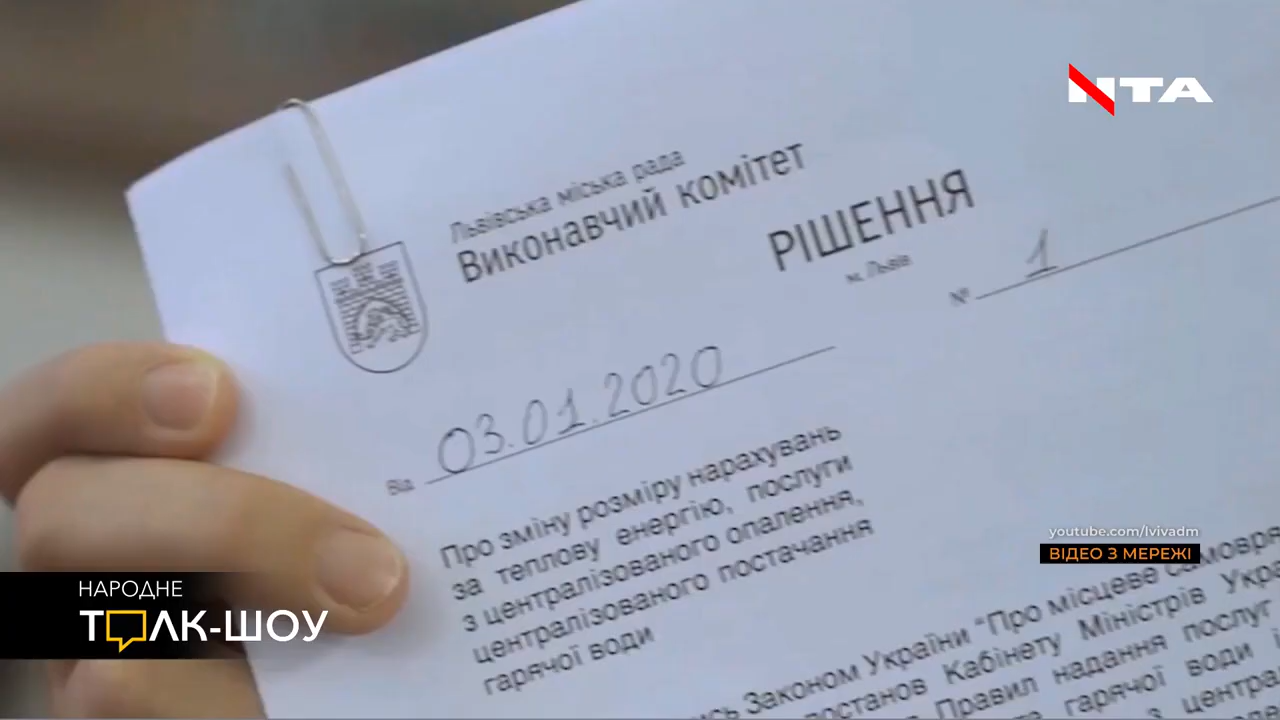 NTA
Львівська міська рада
Виконавчий комітет
РІШЕННЯ
м. Львів
№ 1
Від 03.01.2020
Про зміну розміру нарахувань
за теплову енергію, послуги
з централізованого опалення,
централізованого постачання
гарячої води
Законом України “Про місцеве
постанов Кабінету Міністрів
Правил надання послуг
гарячої води і
з
youtube.com/lvivadm
ВІДЕО З МЕРЕЖІ
НАРОДНЕ
ТОЛК-ШОУ